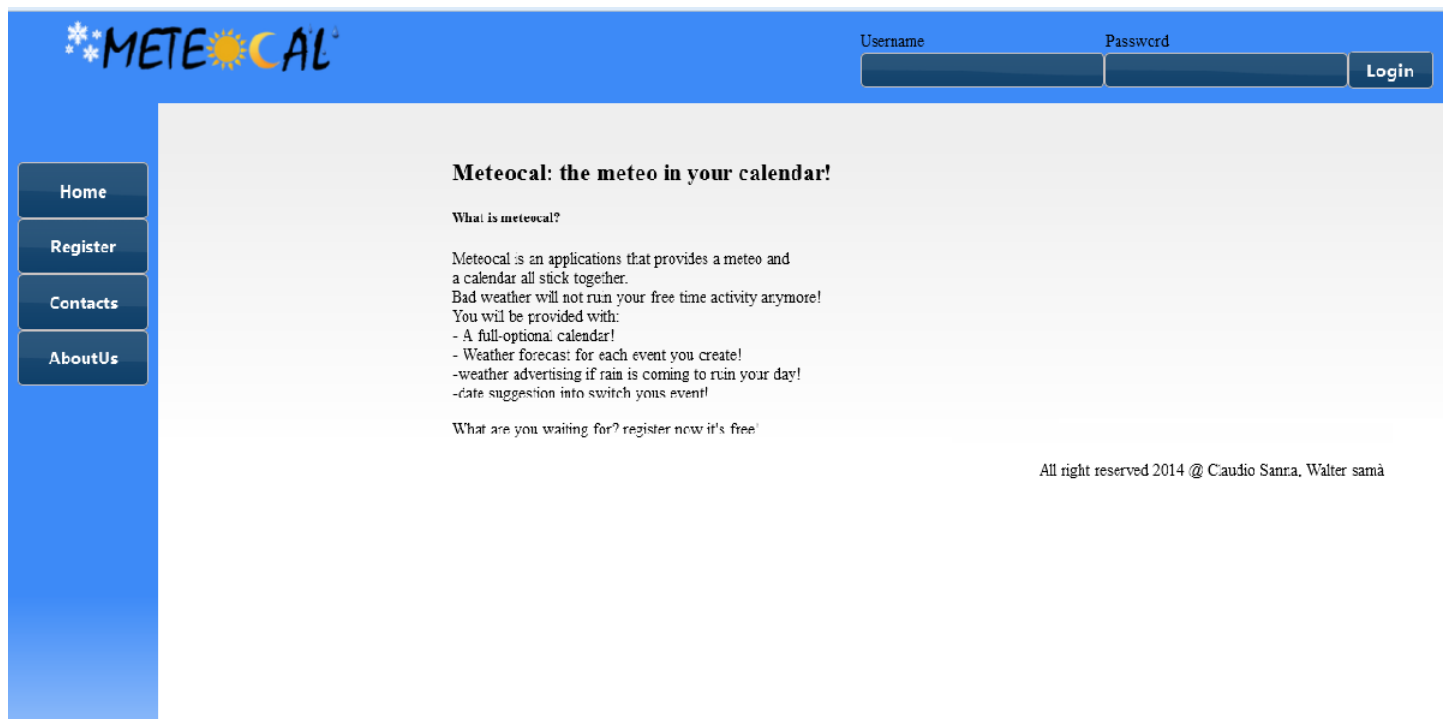 METEOCAL
Username
Password
Login
Home
Register
Contacts
AboutUs
Meteocal: the meteo in your calendar!
What is meteocal?
Meteocal is an applications that provides a meteo and
a calendar all stick together.
Bad weather will not ruin your free time activity anymore!
You will be provided with:
- A full-optional calendar!
- Weather forecast for each event you create!
-weather advertising if rain is coming to ruin your day!
-date suggestion into switch yous event!
What are you waiting for? register now it's free!
All right reserved 2014 @ Claudio Sanna, Walter samà